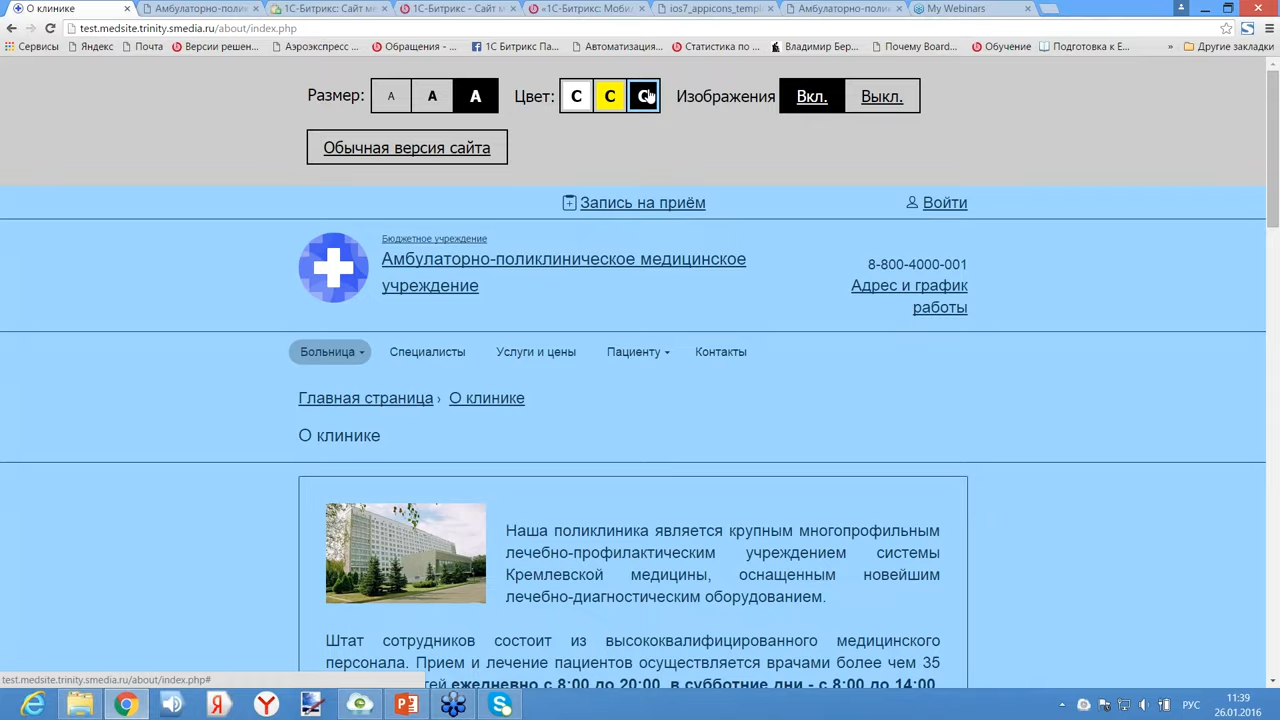 О клинике
Амбулаторно-поликл
1С-Битрикс: Сайт ме
1С-Битрикс - Сайт м
«1С-Битрикс: Мобил
ios7_appicons_templ
Амбулаторно-поликл
My Webinars
test.medsite.trinity.smedia.ru/about/index.php
Сервисы
Яндекс
Почта
Версии решен...
Аэроэкспресс ...
Обращения - ...
1С Битрикс Па...
Автоматизация...
Статистика по ...
Владимир Бер...
Почему Board...
Обучение
Подготовка к E...
»
Другие закладки
Размер: A A A Цвет: C C C Изображения Вкл. Выкл.
Обычная версия сайта
Запись на приём
Войти
Бюджетное учреждение
Амбулаторно-поликлиническое медицинское
учреждение
8-800-4000-001
Адрес и график
работы
Больница Специалисты Услуги и цены Пациенту Контакты
Главная страница › О клинике
О клинике
Наша поликлиника является крупным многопрофильным
лечебно-профилактическим учреждением системы
Кремлевской медицины, оснащенным новейшим
лечебно-диагностическим оборудованием.
Штат сотрудников состоит из высококвалифицированного медицинского
персонала. Прием и лечение пациентов осуществляется врачами более чем 35
ежедневно с 8:00 до 20:00, в субботние дни - с 8:00 до 14:00,
test.medsite.trinity.smedia.ru/about/index.php#
РУС
11:39
26.01.2016